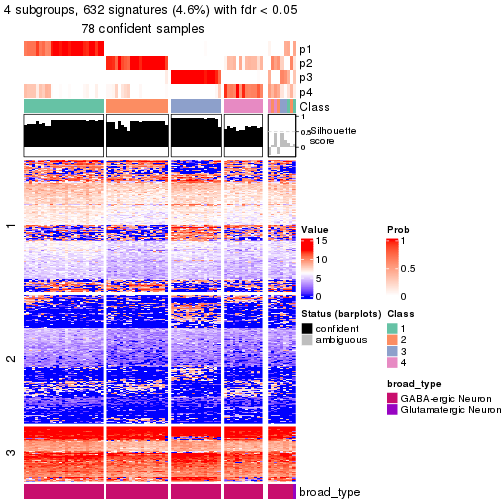 4 subgroups, 632 signatures (4.6%) with fdr < 0.05
78 confident samples
p1
p2
p3
p4
Class
1
0.5
0
Silhouette
score
1
2
3
Value
15
10
5
0
Prob
1
0.5
0
Status (barplots)
confident
ambiguous
Class
1
2
3
4
broad_type
GABA-ergic Neuron
Glutamatergic Neuron
broad_type